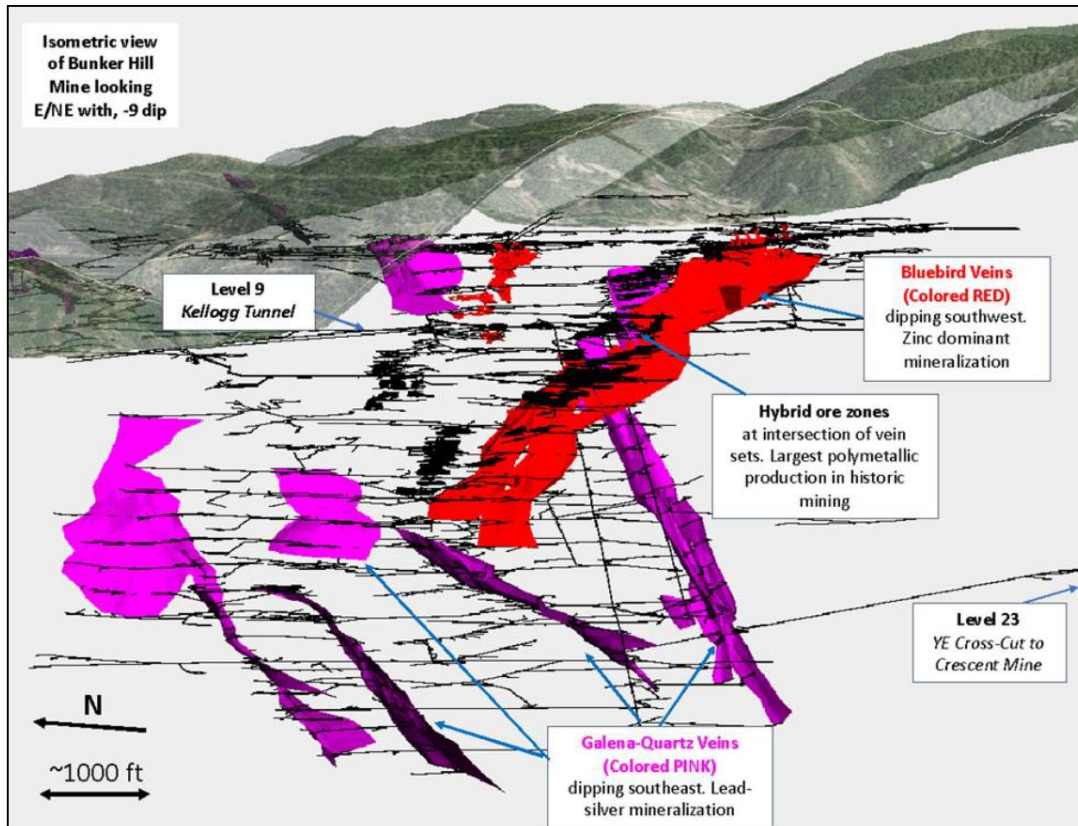 Isometric view
of Bunker Hill
Mine looking
E/NE with, -9 dip
Level 9
Kellogg Tunnel
Bluebird Veins
(Colored RED)
dipping southwest.
Zinc dominant
mineralization
Hybrid ore zones
at intersection of vein
sets. Largest polymetallic
production in historic
mining
Level 23
YE Cross-Cut to
Crescent Mine
N
~1000 ft
Galena-Quartz Veins
(Colored PINK)
dipping southeast. Lead-
silver mineralization